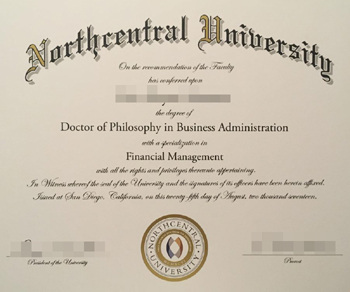 Northcentral University
On the recommendation of the Faculty
has nonferred upon
the degree of
Doctor of Philosophy in Business Administration
with a specialization in
Financial Management
with all the rights and privileges thereunto appertaining.
In Witness whereof the seal of the University and the signatures of its officers have been hereon affixed.
Issued at San Diego, California, on this twenty-fifth day of August, two thousand seventeen.
President of the University
NORTHCENTRAL UNIVERSITY
Provost